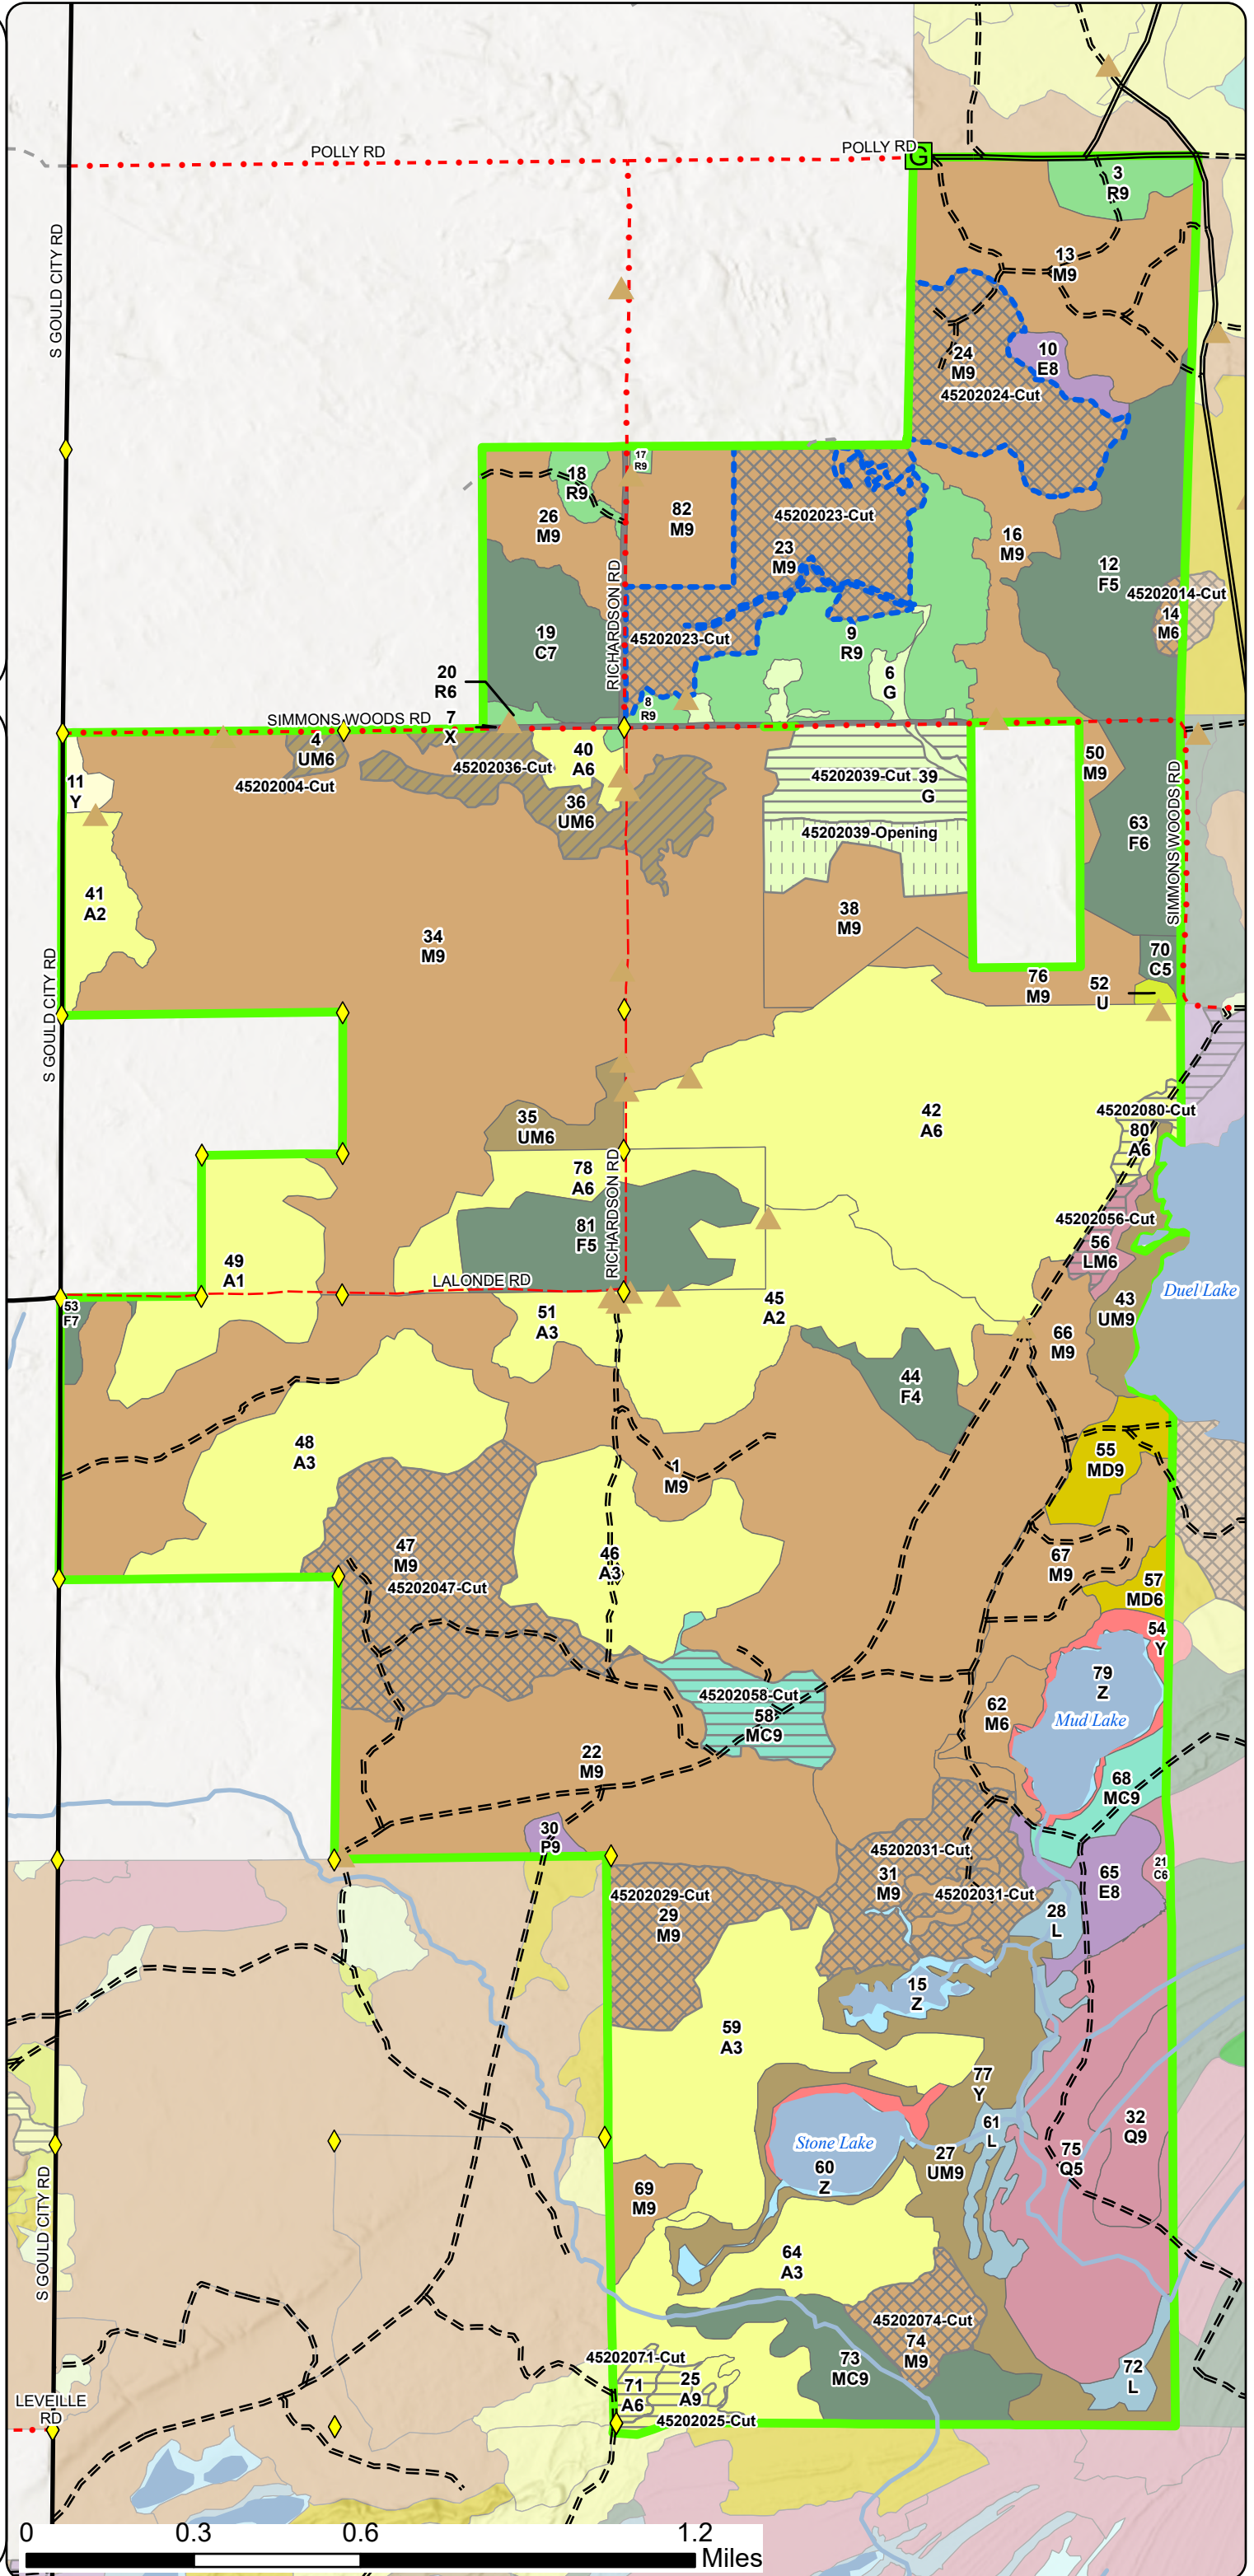 POLLY RD
POLLY RD
G
3
R9
S GOULD CITY RD
13
M9
10
E8
24
M9
45202024-Cut
17
R9
18
R9
82
M9
26
M9
45202023-Cut
23
M9
16
M9
12
F5
45202014-Cut
14
M6
RICHARDSON RD
19
C7
45202023-Cut
9
R9
20
R6
6
G
8
R9
SIMMONS WOODS RD
7
X
4
UM6
40
A6
45202036-Cut
50
M9
11
Y
45202004-Cut
45202039-Cut
39
G
36
UM6
45202039-Opening
63
F6
SIMMONS WOODS RD
41
A2
38
M9
34
M9
70
C5
S GOULD CITY RD
76
M9
52
U
42
A6
35
UM6
45202080-Cut
80
A6
78
A6
RICHARDSON RD
81
F5
45202056-Cut
56
LM6
49
A1
LALONDE RD
Duel Lake
53
F7
51
A3
45
A2
43
UM9
66
M9
44
F4
48
A3
55
MD9
1
M9
47
M9
45202047-Cut
46
A3
67
M9
57
MD6
54
Y
79
Z
45202058-Cut
58
MC9
62
M6
Mud Lake
22
M9
68
MC9
30
P9
45202031-Cut
31
M9
45202031-Cut
65
E8
21
C6
45202029-Cut
29
M9
28
L
15
Z
59
A3
77
Y
61
L
32
Q9
Stone Lake
60
Z
27
UM9
75
Q5
69
M9
S GOULD CITY RD
64
A3
45202074-Cut
74
M9
45202071-Cut
71
A6
25
A9
73
MC9
72
L
LEVEILLE
RD
45202025-Cut
0 0.3 0.6 1.2
Miles